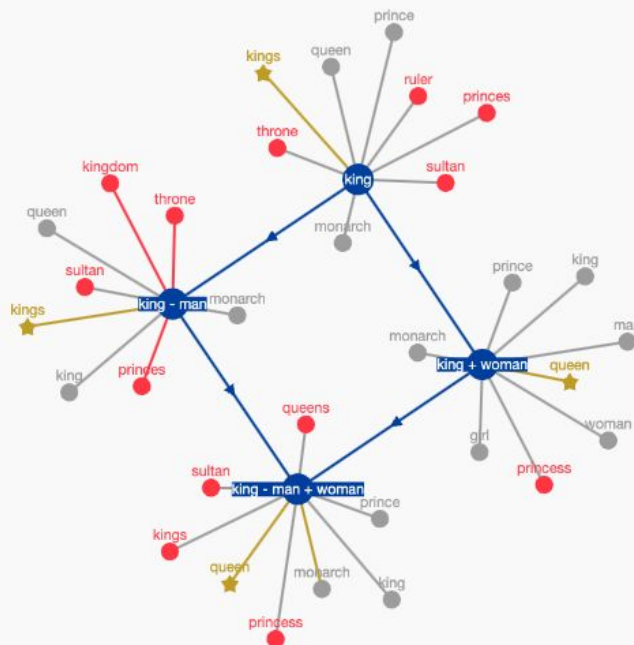 prince
queen
kings
ruler
princes
throne
sultan
king
kingdom
throne
queen
monarch
sultan
kings
king - man
monarch
king
princes
prince
king
monarch
king + woman
queen
girl
woman
princess
queens
sultan
king - man + woman
prince
kings
queen
monarch
king
princess